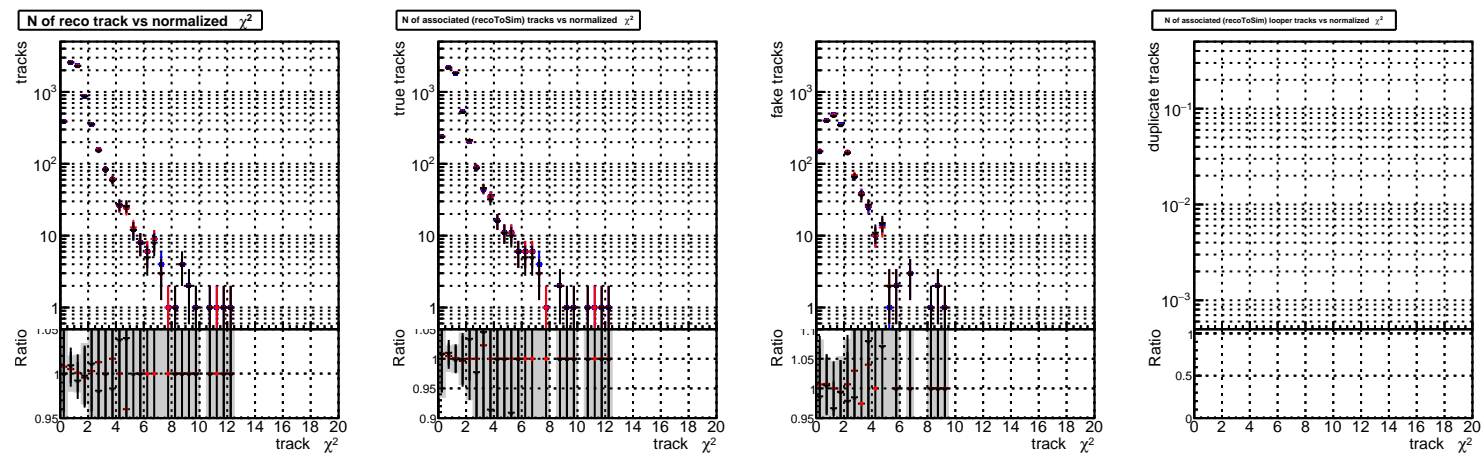 N of reco track vs normalized χ²
tracks
10³
10²
10
1
Ratio
1.05
1
0.95
0 2 4 6 8 10 12 14 16 18 20
track χ²
N of associated (recoToSim) tracks vs normalized χ²
true tracks
10³
10²
10
1
Ratio
1.05
1
0.95
0.9
0 2 4 6 8 10 12 14 16 18 20
track χ²
fake tracks
10³
10²
10
1
Ratio
1.1
1.05
1
0.95
0 2 4 6 8 10 12 14 16 18 20
track χ²
N of associated (recoToSim) looper tracks vs normalized χ²
duplicate tracks
10⁻¹
10⁻²
10⁻³
Ratio
1
0.5
0
0 2 4 6 8 10 12 14 16 18 20
track χ²